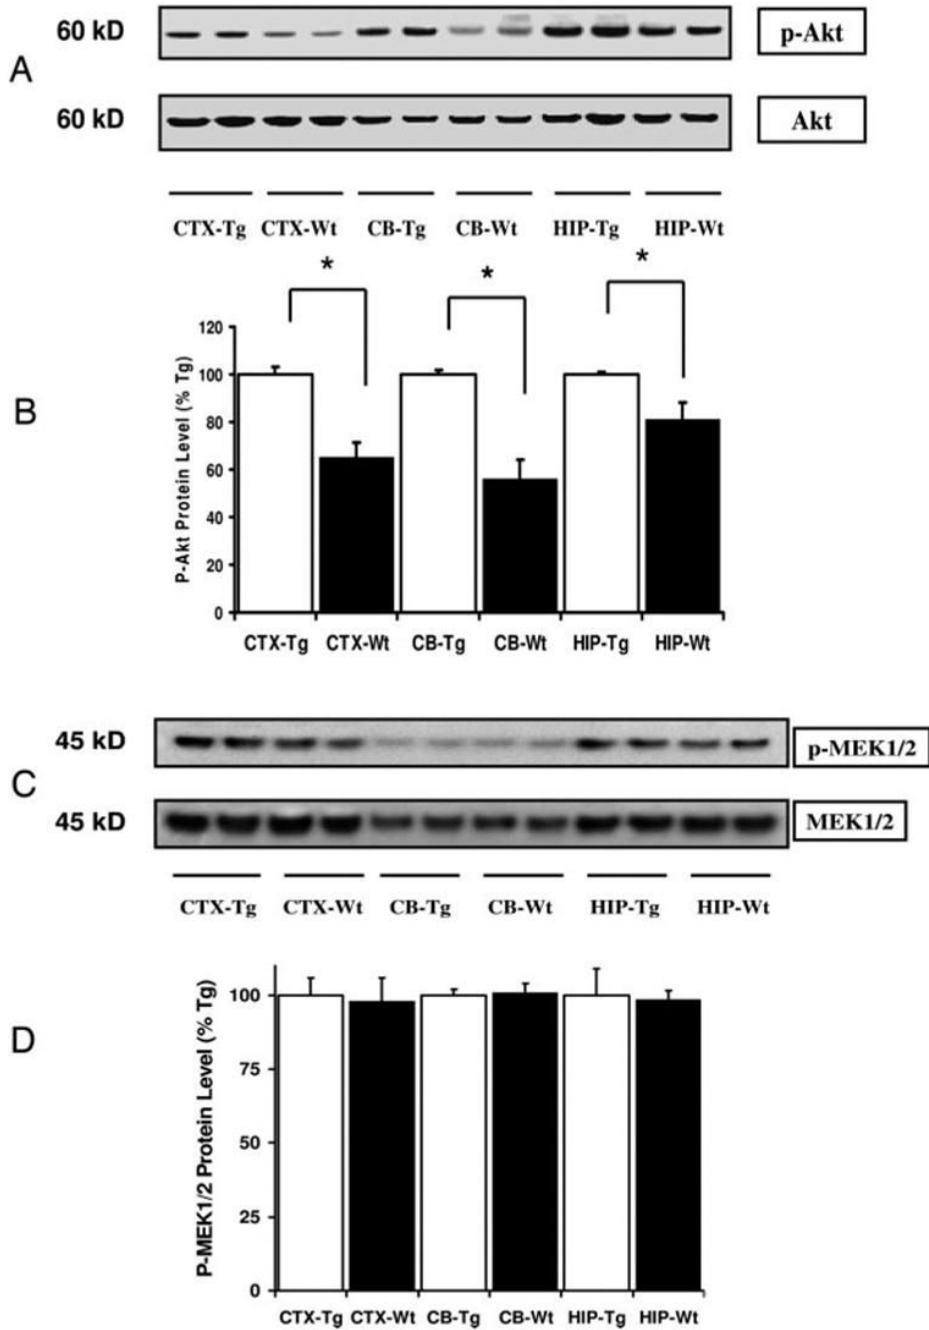 60 kD p-Akt
A
60 kD Akt
CTX-Tg CTX-Wt CB-Tg CB-Wt HIP-Tg HIP-Wt
* * *
B
P-Akt Protein Level (% Tg)
120
100
80
60
40
20
0
CTX-Tg CTX-Wt CB-Tg CB-Wt HIP-Tg HIP-Wt
45 kD p-MEK1/2
C
45 kD MEK1/2
CTX-Tg CTX-Wt CB-Tg CB-Wt HIP-Tg HIP-Wt
D
P-MEK1/2 Protein Level (% Tg)
100
75
50
25
0
CTX-Tg CTX-Wt CB-Tg CB-Wt HIP-Tg HIP-Wt